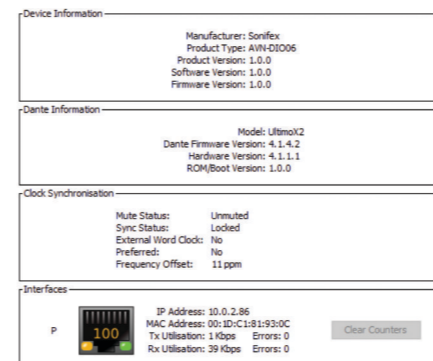 Device Information
Manufacturer: Sonifex
Product Type: AVN-DIO06
Product Version: 1.0.0
Software Version: 1.0.0
Firmware Version: 1.0.0
Dante Information
Model: UltimoX2
Dante Firmware Version: 4.1.4.2
Hardware Version: 4.1.1.1
ROM/Boot Version: 1.0.0
Clock Synchronisation
Mute Status: Unmuted
Sync Status: Locked
External Word Clock: No
Preferred: No
Frequency Offset: 11 ppm
Interfaces
P
100
IP Address: 10.0.2.86
MAC Address: 00:1D:C1:81:93:0C
Tx Utilisation: 1 Kbps Errors: 0
Rx Utilisation: 39 Kbps Errors: 0
Clear Counters